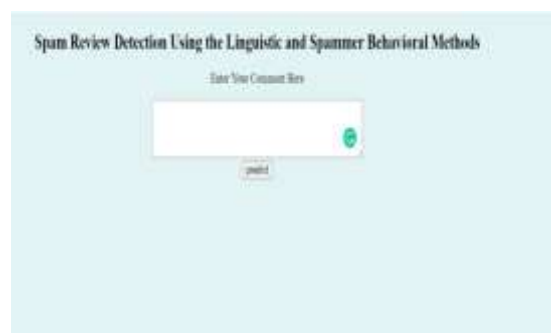 Spam Review Detection Using the Linguistic and Spammer Behavioral Methods
Enter Your Comment Here
predict